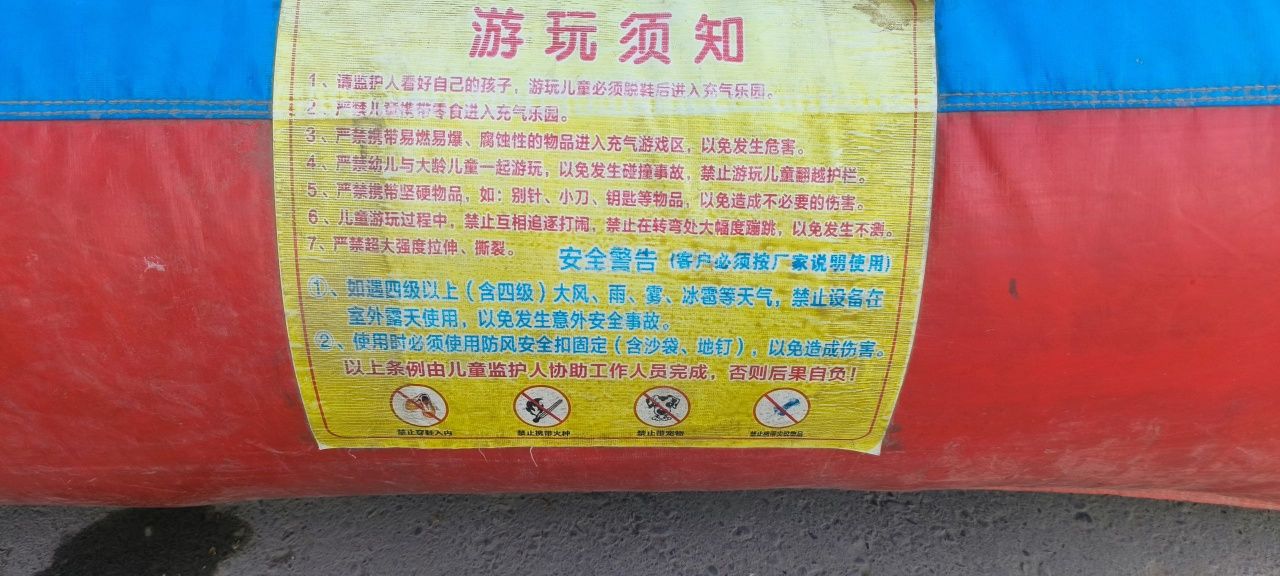 游玩须知
1、请监护人看好自己的孩子，游玩儿童必须脱鞋后进入充气乐园。
2、严禁儿童携带零食进入充气乐园。
3、严禁携带易燃易爆、腐蚀性的物品进入充气游戏区，以免发生危害。
4、严禁幼儿与大龄儿童一起游玩，以免发生碰撞事故，禁止游玩儿童翻越护栏。
5、严禁携带坚硬物品，如：别针、小刀、钥匙等物品，以免造成不必要的伤害。
6、儿童游玩过程中，禁止互相追逐打闹，禁止在转弯处大幅度蹦跳，以免发生不测。
7、严禁超大强度拉伸、撕裂。
安全警告（客户必须按厂家说明使用）
①、如遇四级以上（含四级）大风、雨、雾、冰雹等天气，禁止设备在
室外露天使用，以免发生意外安全事故。
②、使用时必须使用防风安全扣固定（含沙袋、地钉），以免造成伤害。
以上条例由儿童监护人协助工作人员完成，否则后果自负！
禁止穿鞋入内 禁止携带火种 禁止带宠物 禁止携带尖锐物品